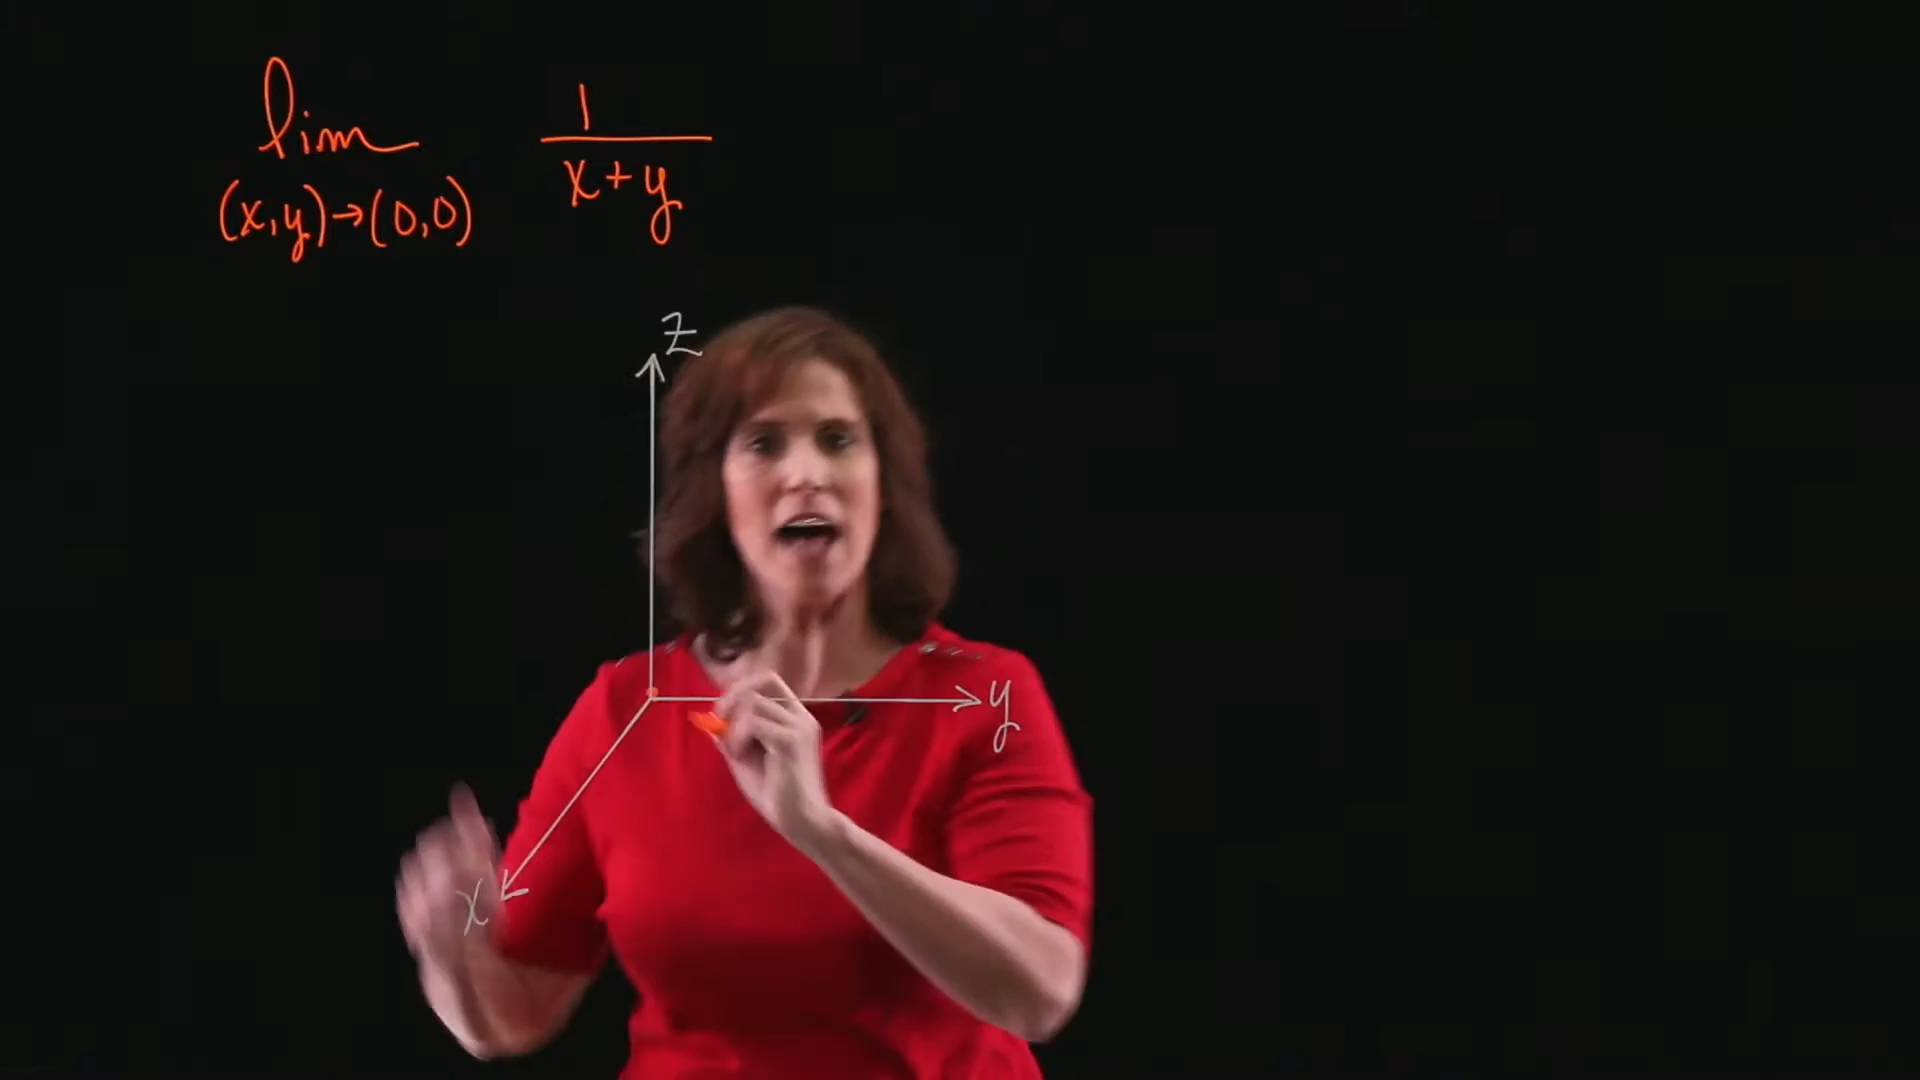 lim 1
(x,y)→(0,0) x+y
z
y
x